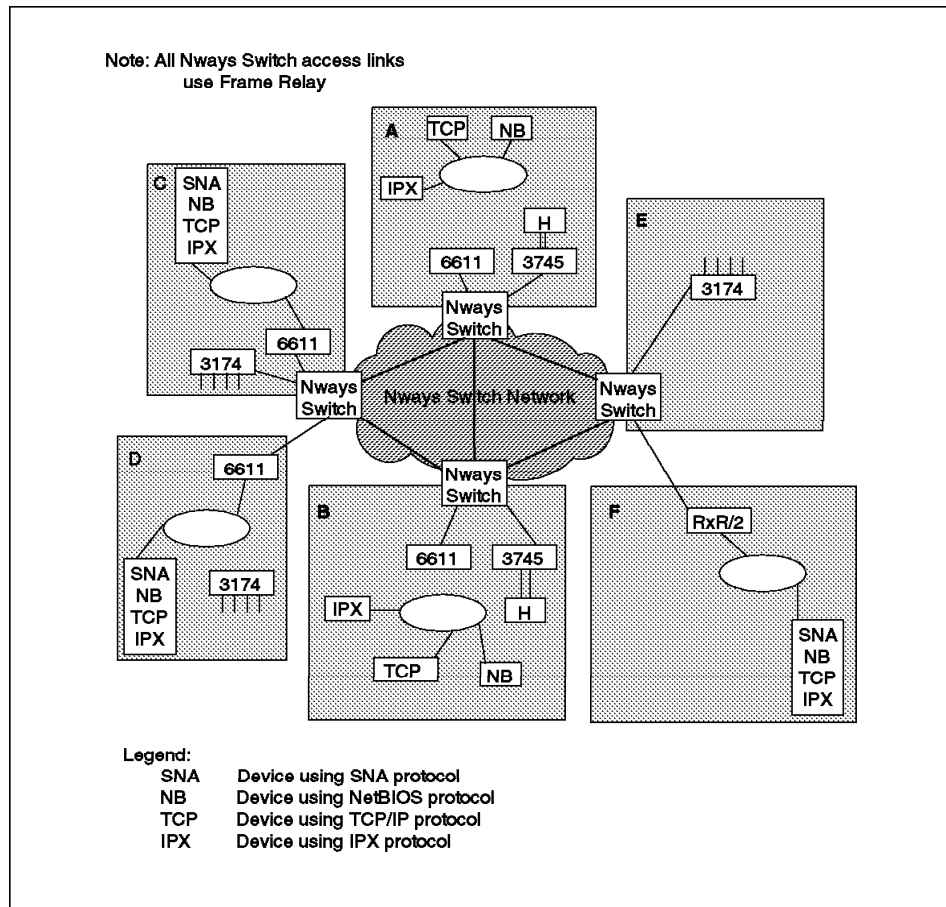 Note: All Nways Switch access links
use Frame Relay
A
TCP
NB
IPX
H
6611
3745
Nways
Switch
C
SNA
NB
TCP
IPX
6611
3174
Nways
Switch
E
3174
Nways
Switch
Nways Switch Network
D
6611
SNA
NB
TCP
IPX
3174
Nways
Switch
B
6611
3745
IPX
H
TCP
NB
F
RxR/2
SNA
NB
TCP
IPX
Legend:
SNA Device using SNA protocol
NB Device using NetBIOS protocol
TCP Device using TCP/IP protocol
IPX Device using IPX protocol